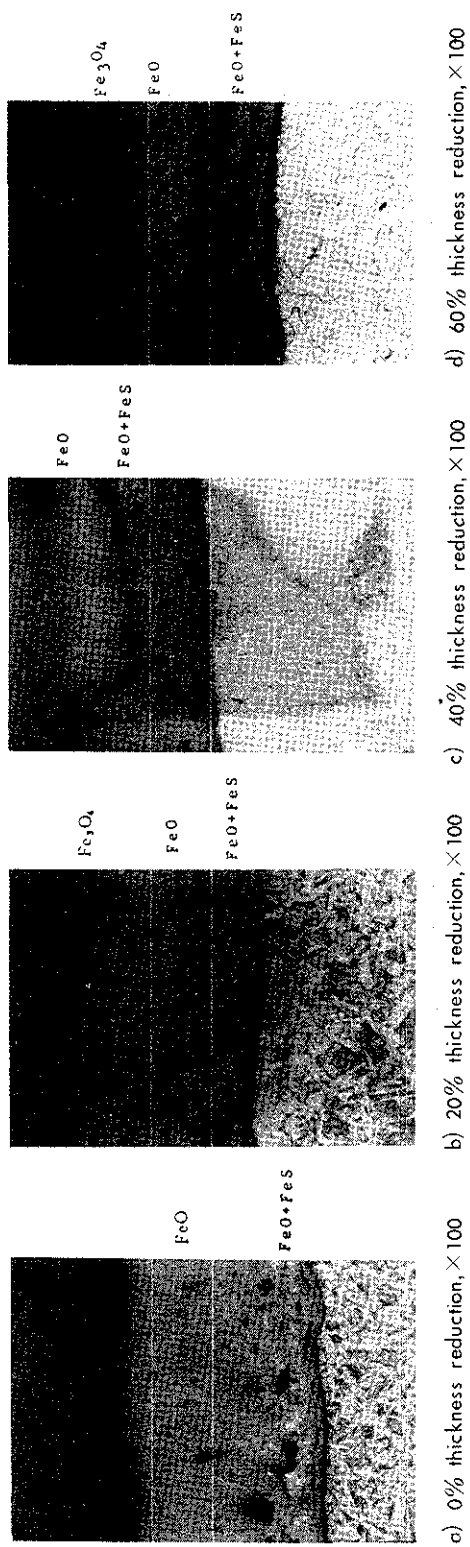 FeO
FeO+FeS
a) 0% thickness reduction, ×100
Fe₃O₄
FeO
FeO+FeS
b) 20% thickness reduction, ×100
FeO
FeO+FeS
c) 40% thickness reduction, ×100
Fe₃O₄
FeO
FeO+FeS
d) 60% thickness reduction, ×100